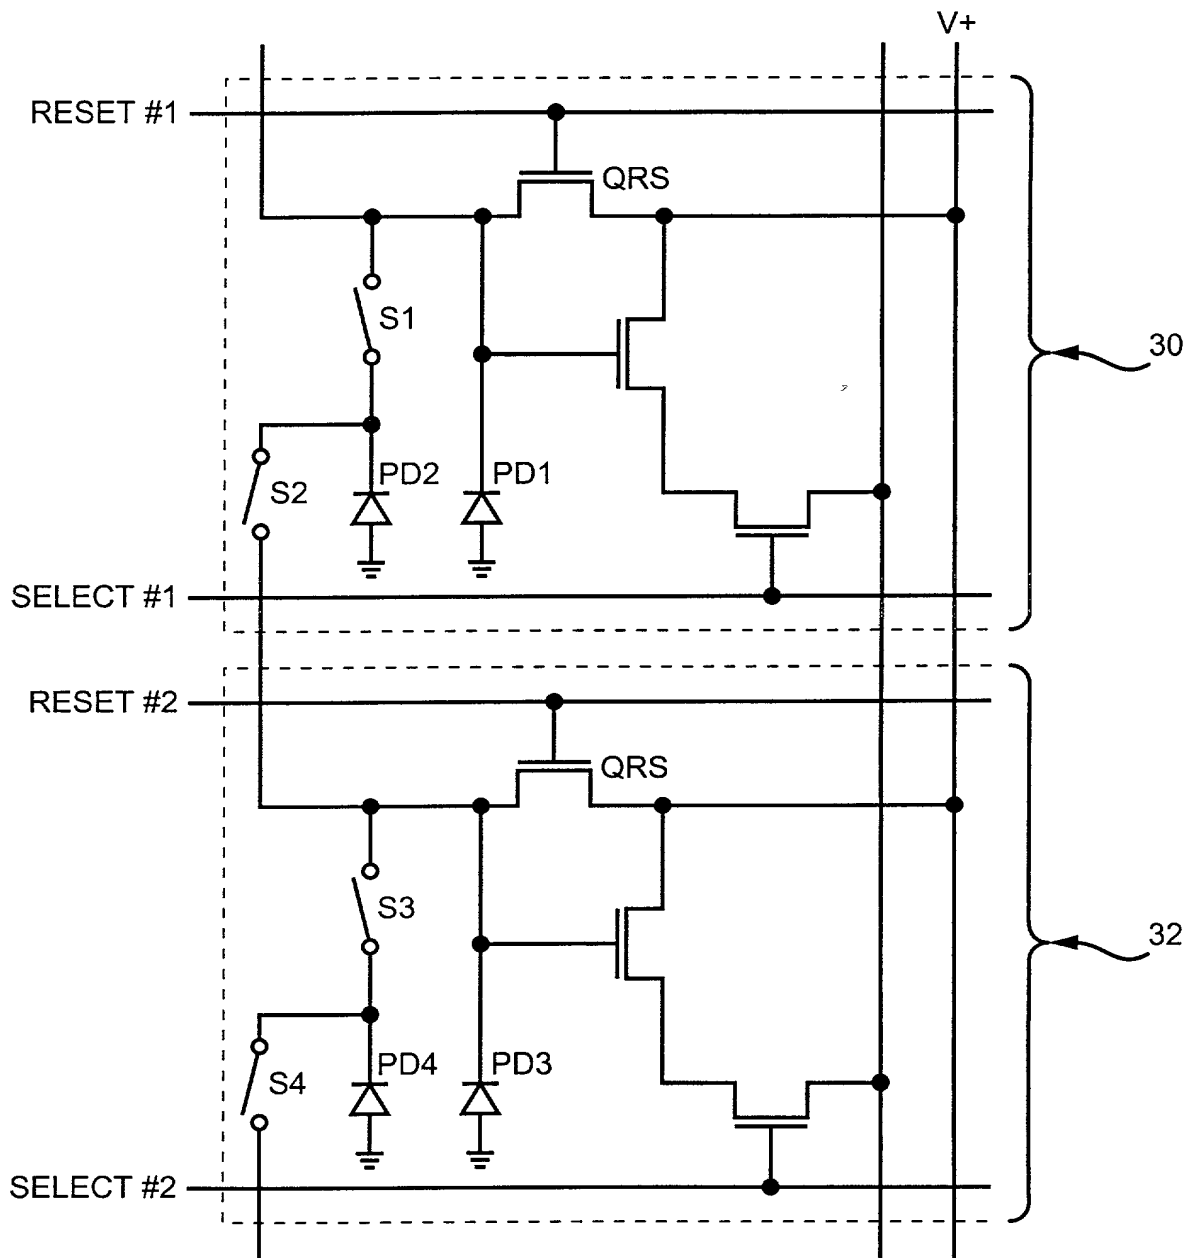 V+
RESET #1
QRS
S1
30
PD2
PD1
S2
SELECT #1
RESET #2
QRS
S3
32
PD4
PD3
S4
SELECT #2